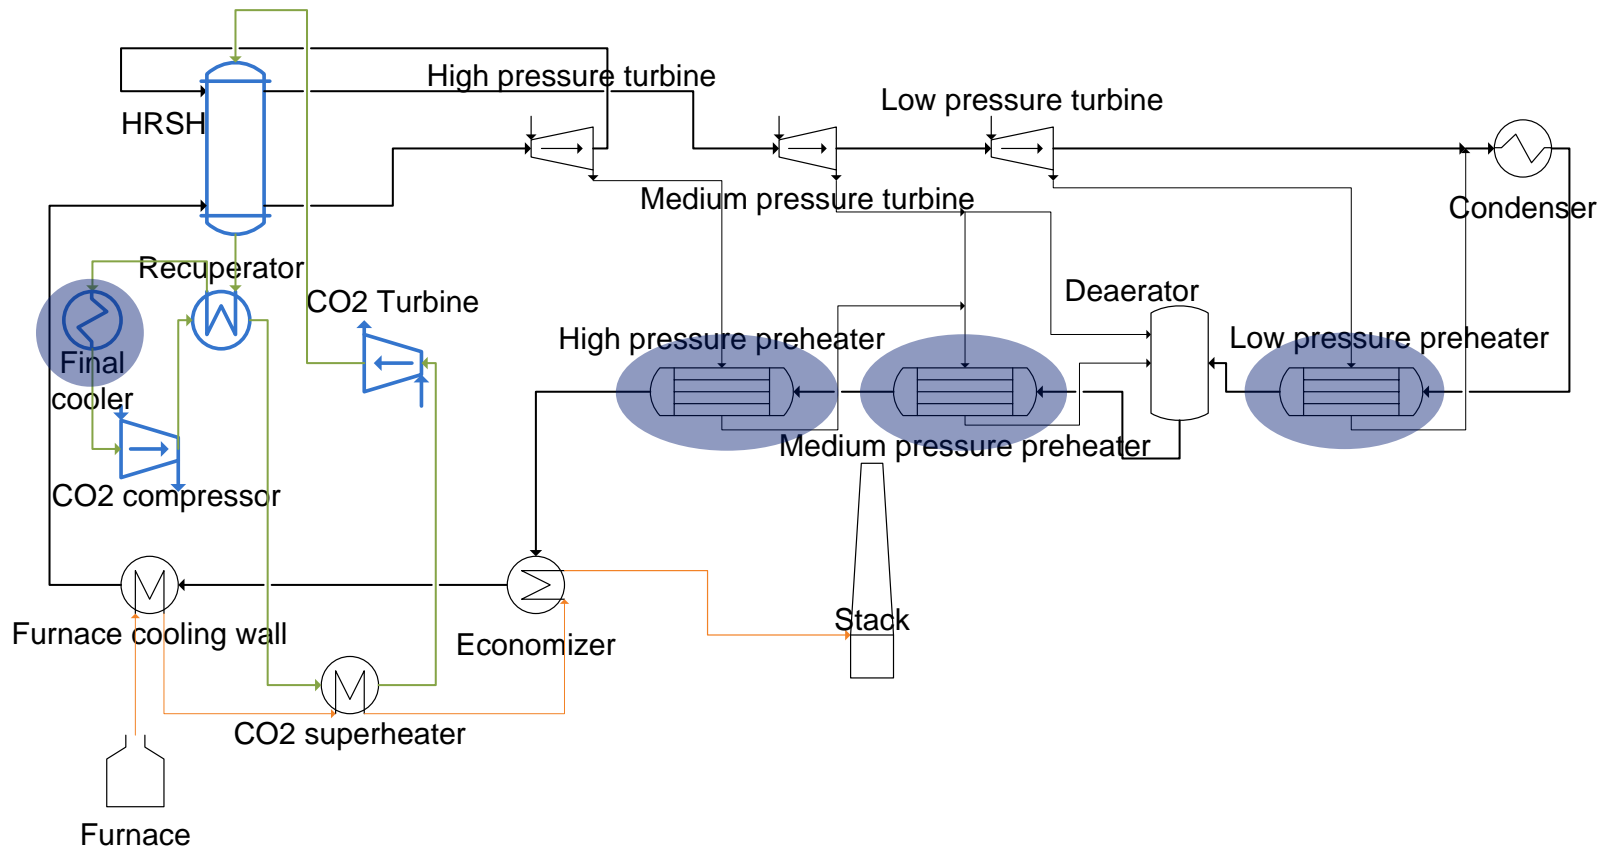 High pressure turbine
Low pressure turbine
HRSH
Medium pressure turbine
Condenser
Recuperator
CO2 Turbine
Deaerator
High pressure preheater
Low pressure preheater
Final
cooler
Medium pressure preheater
CO2 compressor
Stack
Furnace cooling wall
Economizer
CO2 superheater
Furnace